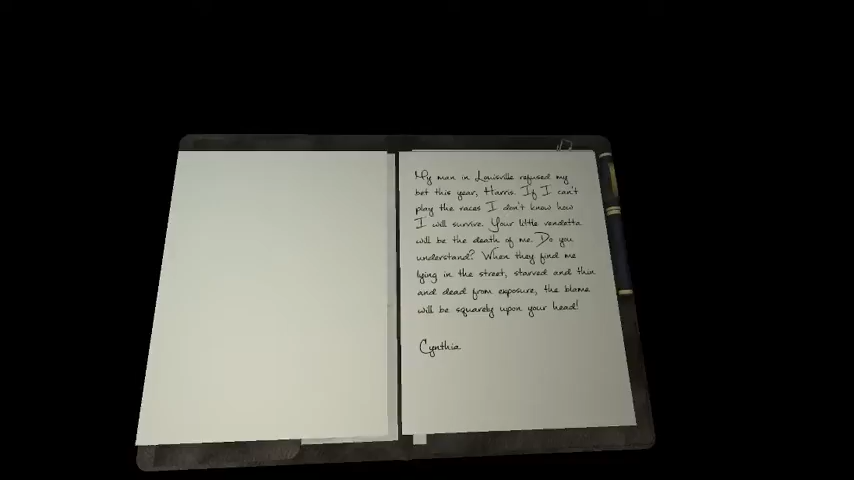 My man in Louisville refused my
bet this year, Harris. If I can't
play the races I don't know how
I will survive. Your little vendetta
will be the death of me. Do you
understand? When they find me
lying in the street, starved and thin
and dead from exposure, the blame
will be squarely upon your head!
Cynthia